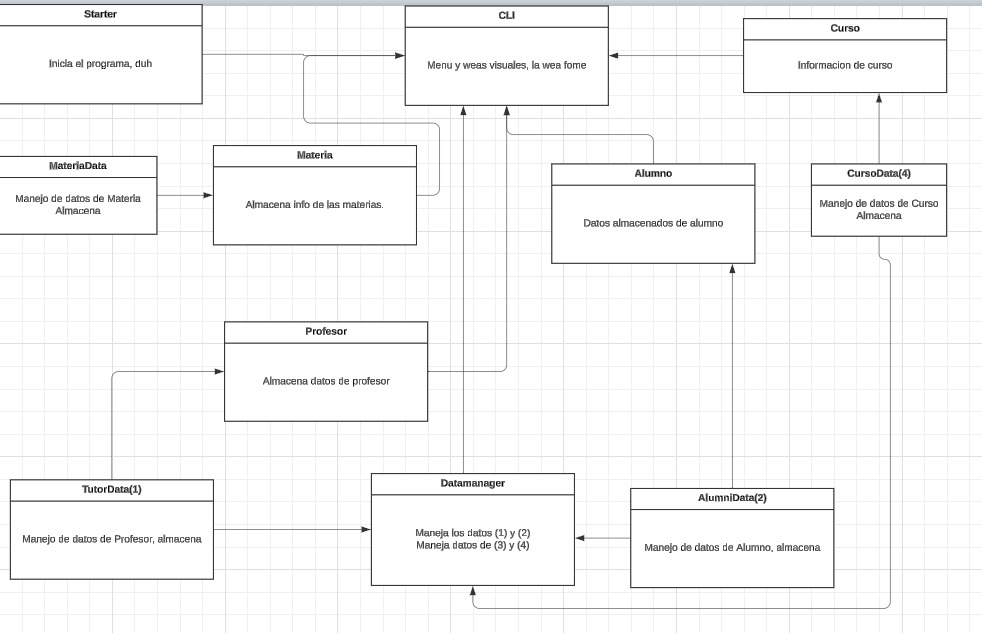 Starter
Inicia el programa, duh
CLI
Menu y weas visuales, la wea fome
Curso
Informacion de curso
MateriaData
Manejo de datos de Materia
Almacena
Materia
Almacena info de las materias.
Alumno
Datos almacenados de alumno
CursoData(4)
Manejo de datos de Curso
Almacena
Profesor
Almacena datos de profesor
TutorData(1)
Manejo de datos de Profesor, almacena
Datamanager
Maneja los datos (1) y (2)
Maneja datos de (3) y (4)
AlumniData(2)
Manejo de datos de Alumno, almacena